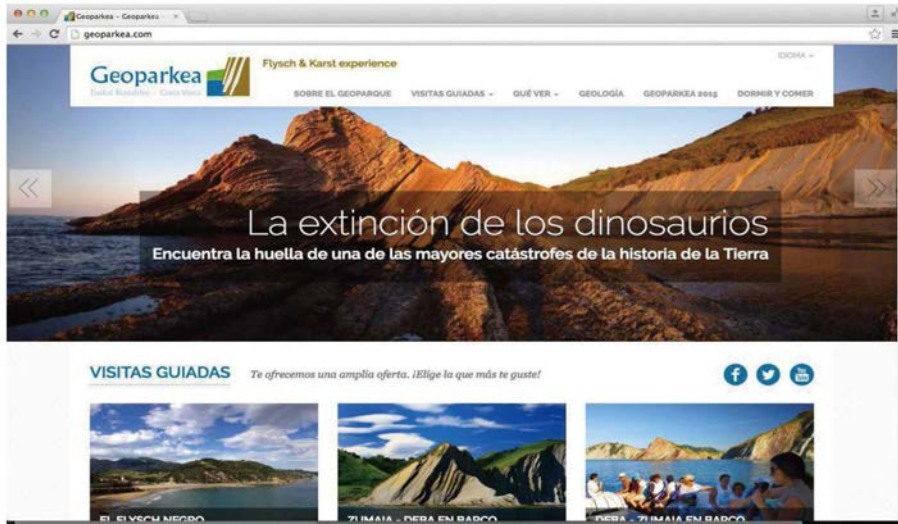 Geoparkea - Geoparkea -
geoparkea.com
IDIOMA
Geoparkea
Flysch & Karst experience
SOBRE EL GEOPARQUE VISITAS GUIADAS QUÉ VER GEOLOGÍA GEOPARKEA 2015 DORMIR Y COMER
La extinción de los dinosaurios
Encuentra la huella de una de las mayores catástrofes de la historia de la Tierra
VISITAS GUIADAS Te ofrecemos una amplia oferta. ¡Elige la que más te guste!
You Tube
EL FLYSCH NEGRO
ZUMAIA - DEBA EN BARCO
DEBA - ZUMAIA EN BARCO